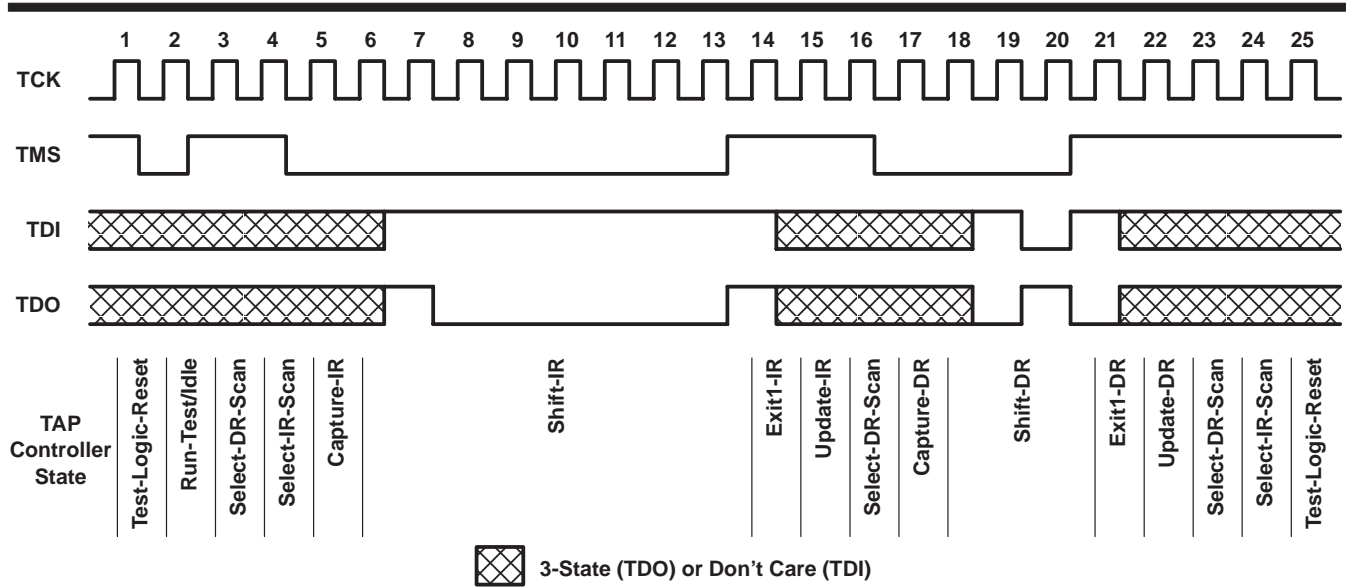 1 2 3 4 5 6 7 8 9 10 11 12 13 14 15 16 17 18 19 20 21 22 23 24 25
TCK
TMS
TDI
TDO
TAP
Controller
State
Test-Logic-Reset
Run-Test/Idle
Select-DR-Scan
Select-IR-Scan
Capture-IR
Shift-IR
Exit1-IR
Update-IR
Select-DR-Scan
Capture-DR
Shift-DR
Exit1-DR
Update-DR
Select-DR-Scan
Select-IR-Scan
Test-Logic-Reset
3-State (TDO) or Don't Care (TDI)